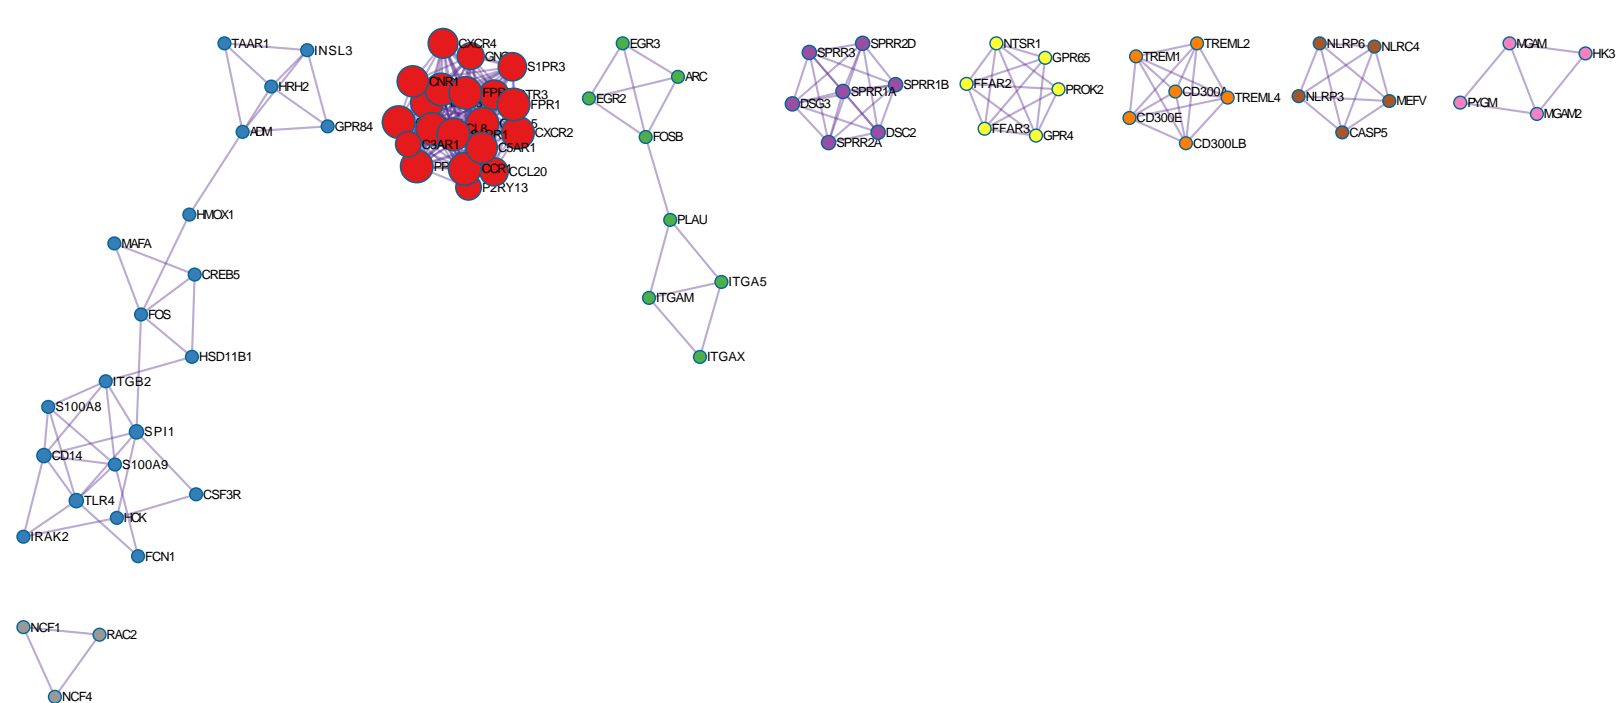 TAAR1
INSL3
HRH2
ADM
GPR84
HMOX1
MAFA
CREB5
FOS
HSD11B1
ITGB2
S100A8
SPI1
CD14
S100A9
TLR4
CSF3R
HCK
IRAK2
FCN1
CXCR4
S1PR3
CNR1
FPR1
CXCR2
C3AR1
C5AR1
CCR1
CCL20
P2RY13
EGR3
ARC
EGR2
FOSB
PLAU
ITGA5
ITGAM
ITGAX
SPRR3
SPRR2D
SPRR1A
SPRR1B
DSG3
DSC2
SPRR2A
NTSR1
GPR65
FFAR2
PROK2
FFAR3
GPR4
TREM1
TREML2
CD300A
TREML4
CD300E
CD300LB
NLRP6
NLRC4
NLRP3
MEFV
CASP5
MGAM
HK3
PYGM
MGAM2
NCF1
RAC2
NCF4